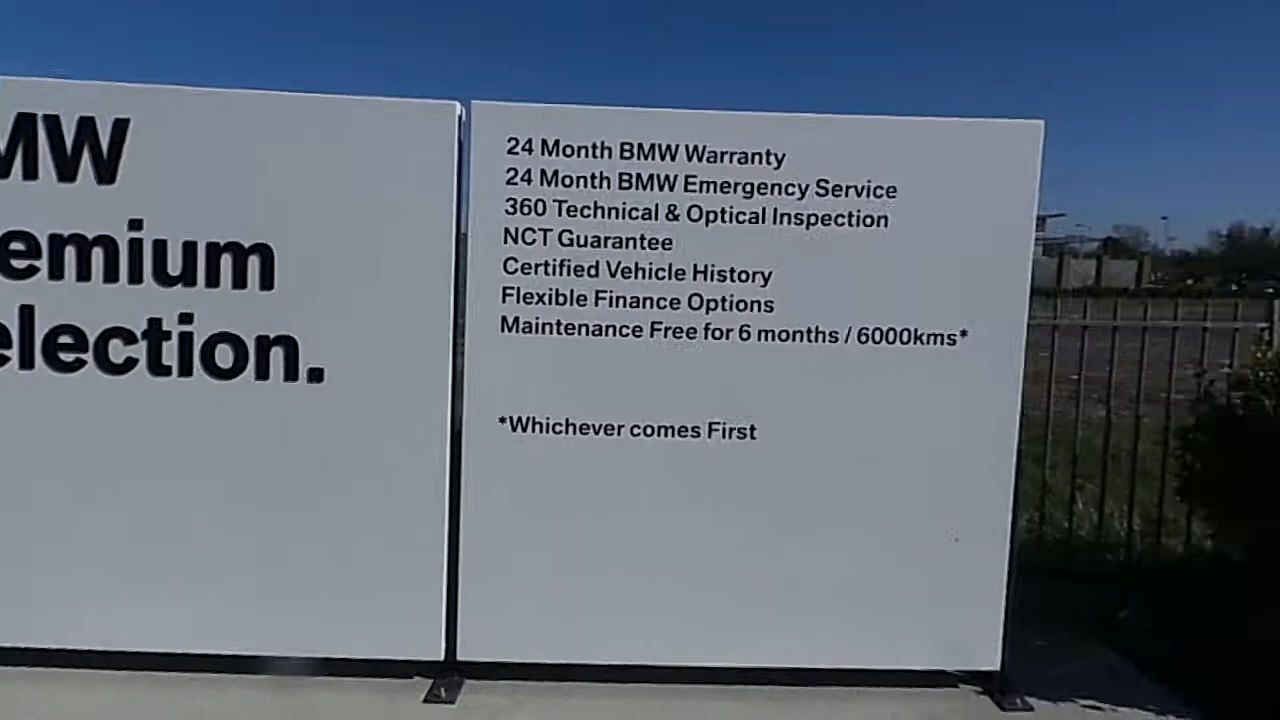 MW
emium
election.
24 Month BMW Warranty
24 Month BMW Emergency Service
360 Technical & Optical Inspection
NCT Guarantee
Certified Vehicle History
Flexible Finance Options
Maintenance Free for 6 months / 6000kms*
*Whichever comes First